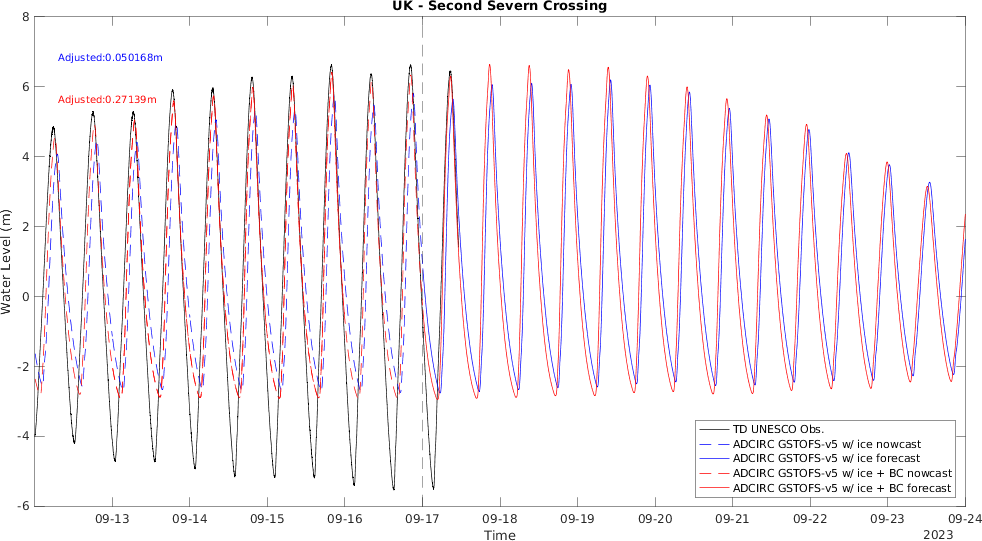 UK - Second Severn Crossing
8
6
4
2
0
-2
-4
-6
Water Level (m)
Adjusted:0.050168m
Adjusted:0.27139m
TD UNESCO Obs.
ADCIRC GSTOFS-v5 w/ ice nowcast
ADCIRC GSTOFS-v5 w/ ice forecast
ADCIRC GSTOFS-v5 w/ ice + BC nowcast
ADCIRC GSTOFS-v5 w/ ice + BC forecast
09-13 09-14 09-15 09-16 09-17 09-18 09-19 09-20 09-21 09-22 09-23 09-24
Time
2023